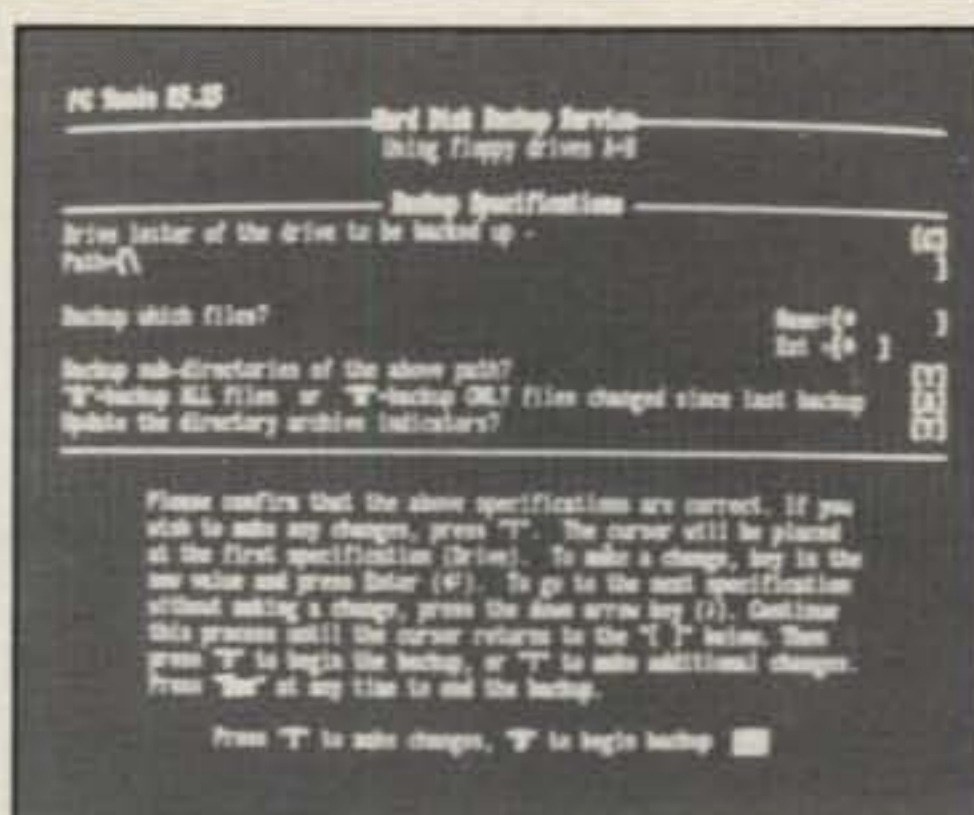 PC Tools
Hard Disk Backup Service
Using floppy drives A-B
Backup Specifications
Drive letter of the drive to be backed up -
Path=[\ ]
Backup which files? Name=[* ]
Ext =[* ]
Backup sub-directories of the above path?
-backup ALL files or -backup ONLY files changed since last backup
Update the directory archive indicators?
Please confirm that the above specifications are correct. If you
wish to make any changes, press . The cursor will be placed
at the first specification (Drive). To make a change, key in the
new value and press Enter (↵). To go to the next specification
without making a change, press the down arrow key (↓). Continue
this process until the cursor returns to the "[ ]" below. Then
press to begin the backup, or to make additional changes.
Press "Esc" at any time to end the backup.
Press to make changes, to begin backup